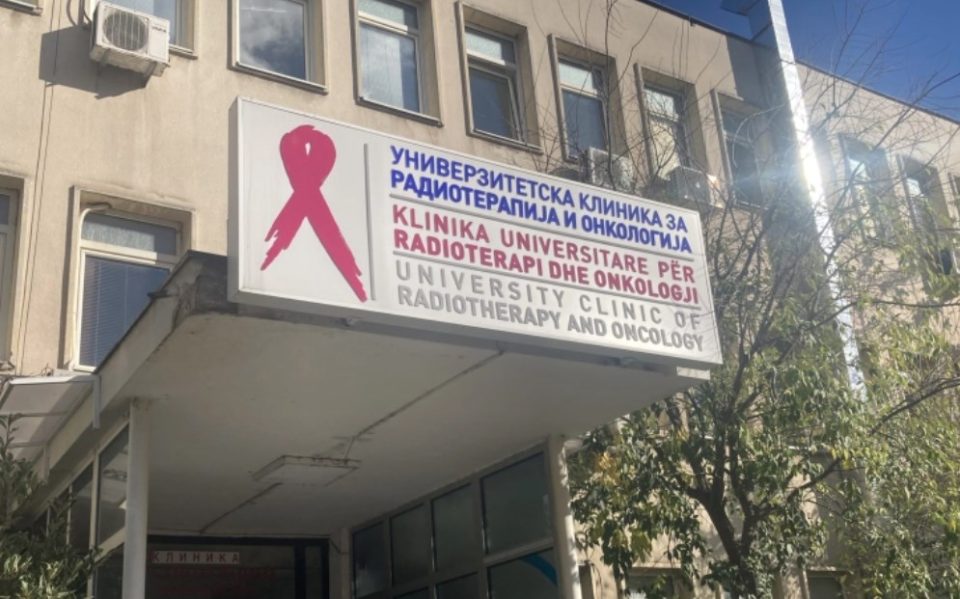 УНИВЕРЗИТЕТСКА КЛИНИКА ЗА
РАДИОТЕРАПИЈА И ОНКОЛОГИЈА
KLINIKA UNIVERSITARE PËR
RADIOTERAPI DHE ONKOLOGJI
UNIVERSITY CLINIC OF
RADIOTHERAPY AND ONCOLOGY
КЛИНИКА